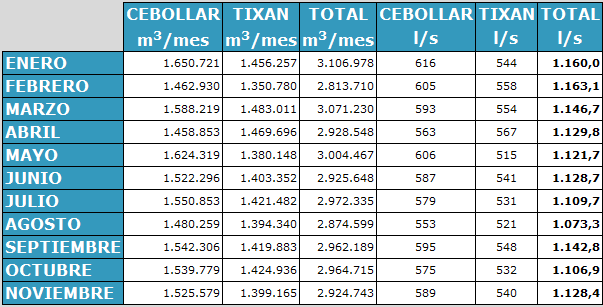 CEBOLLAR TIXAN TOTAL CEBOLLAR TIXAN TOTAL
m³/mes m³/mes m³/mes l/s l/s l/s
ENERO 1.650.721 1.456.257 3.106.978 616 544 1.160,0
FEBRERO 1.462.930 1.350.780 2.813.710 605 558 1.163,1
MARZO 1.588.219 1.483.011 3.071.230 593 554 1.146,7
ABRIL 1.458.853 1.469.696 2.928.548 563 567 1.129,8
MAYO 1.624.319 1.380.148 3.004.467 606 515 1.121,7
JUNIO 1.522.296 1.403.352 2.925.648 587 541 1.128,7
JULIO 1.550.853 1.421.482 2.972.335 579 531 1.109,7
AGOSTO 1.480.259 1.394.340 2.874.599 553 521 1.073,3
SEPTIEMBRE 1.542.306 1.419.883 2.962.189 595 548 1.142,8
OCTUBRE 1.539.779 1.424.936 2.964.715 575 532 1.106,9
NOVIEMBRE 1.525.579 1.399.165 2.924.743 589 540 1.128,4